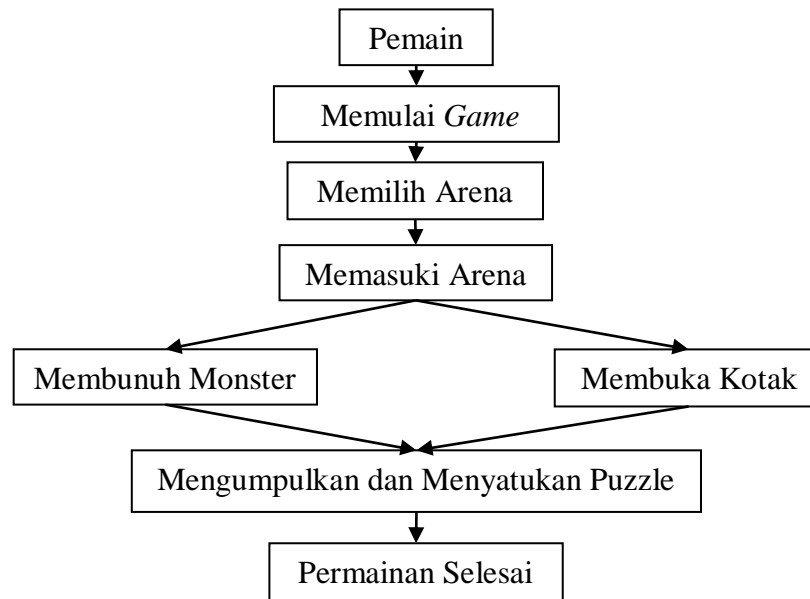 Pemain
Memulai Game
Memilih Arena
Memasuki Arena
Membunuh Monster
Membuka Kotak
Mengumpulkan dan Menyatukan Puzzle
Permainan Selesai